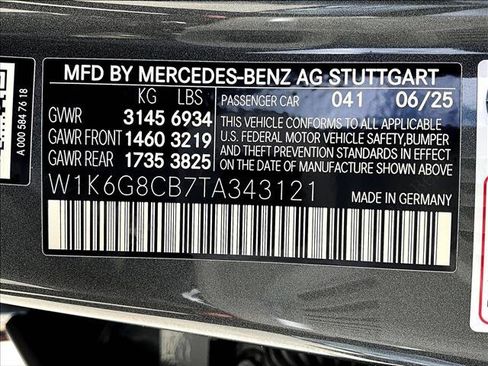 MFD BY MERCEDES-BENZ AG STUTTGART
KG LBS
GVWR 3145 6934
GAWR FRONT 1460 3219
GAWR REAR 1735 3825
PASSENGER CAR 041 06/25
THIS VEHICLE CONFORMS TO ALL APPLICABLE
U.S. FEDERAL MOTOR VEHICLE SAFETY,BUMPER
AND THEFT PREVENTION
STANDARDS IN EFFECT ON THE
DATE OF MANUFACTURE SHOWN ABOVE.
W1K6G8CB7TA343121
MADE IN GERMANY
A 000 584 76 18